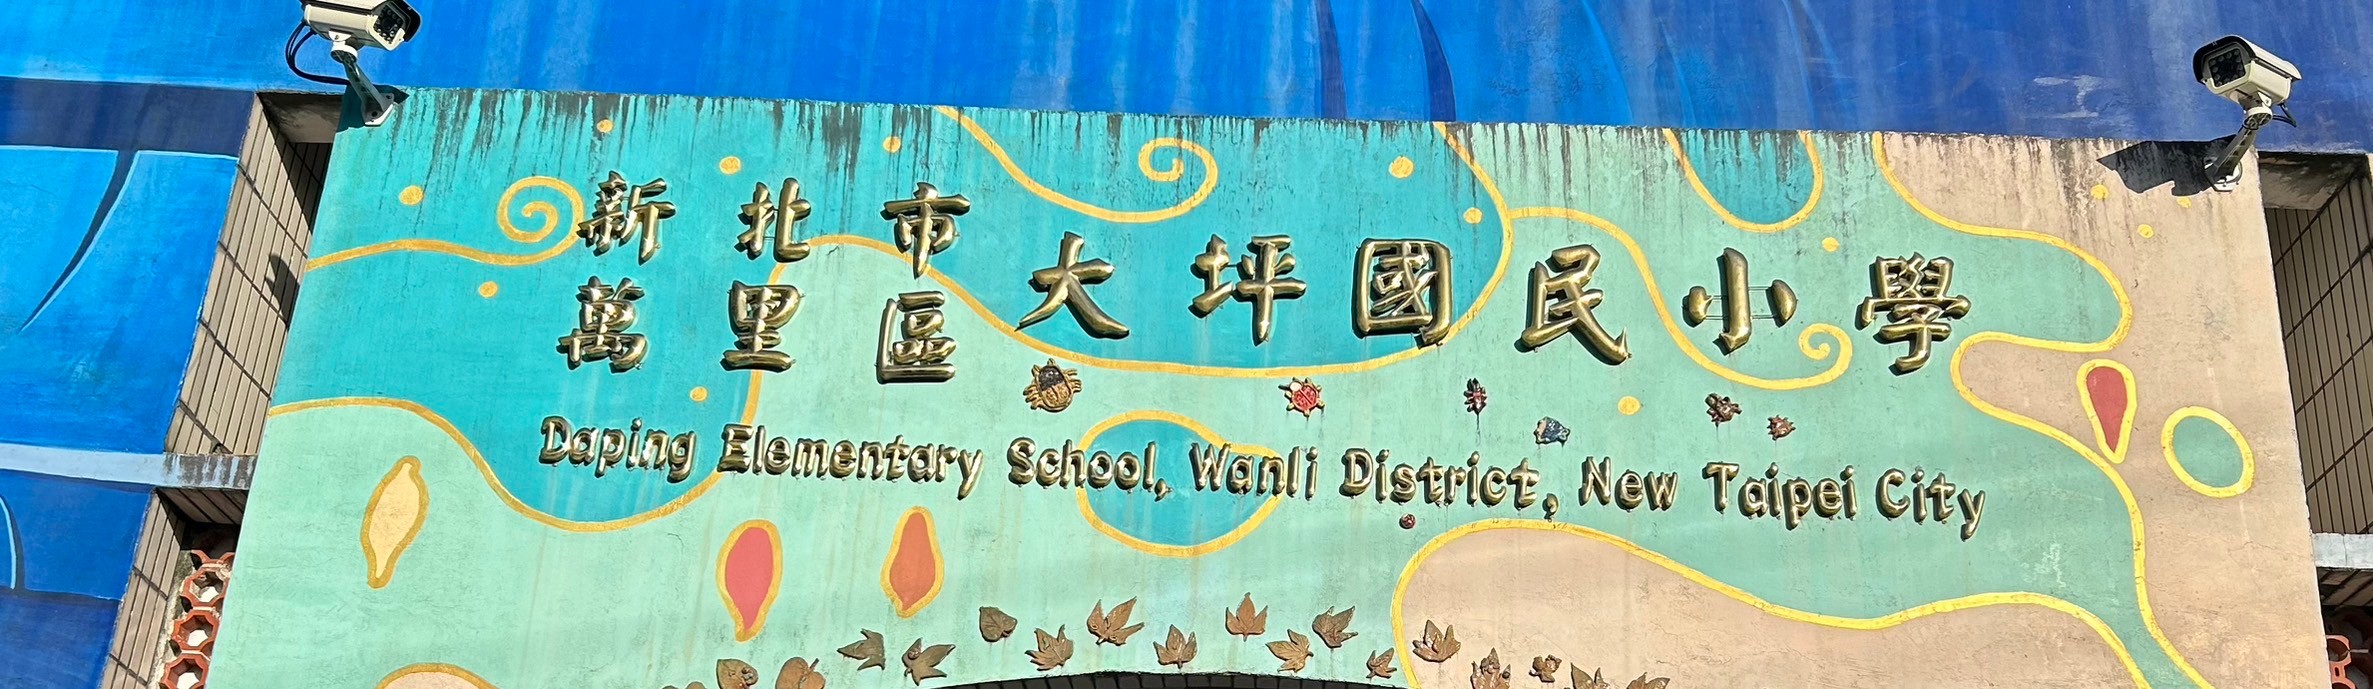 新北市
萬里區
大坪國民小學
Daping Elementary School, Wanli District, New Taipei City